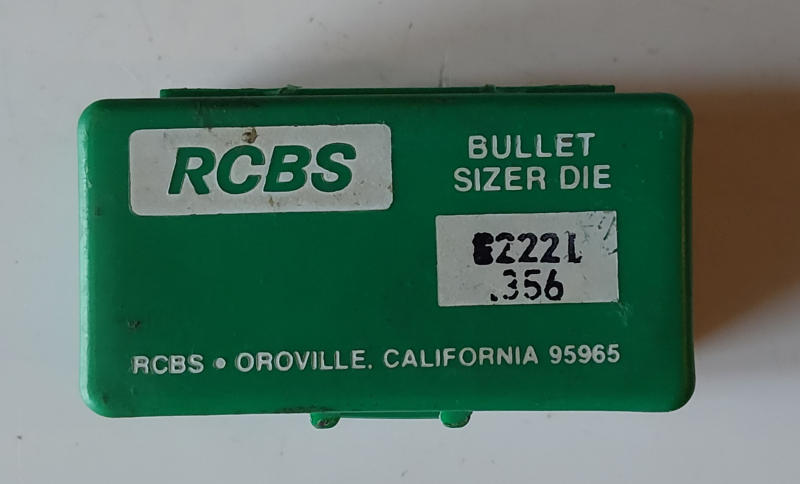 RCBS
BULLET
SIZER DIE
82221
.356
RCBS • OROVILLE, CALIFORNIA 95965